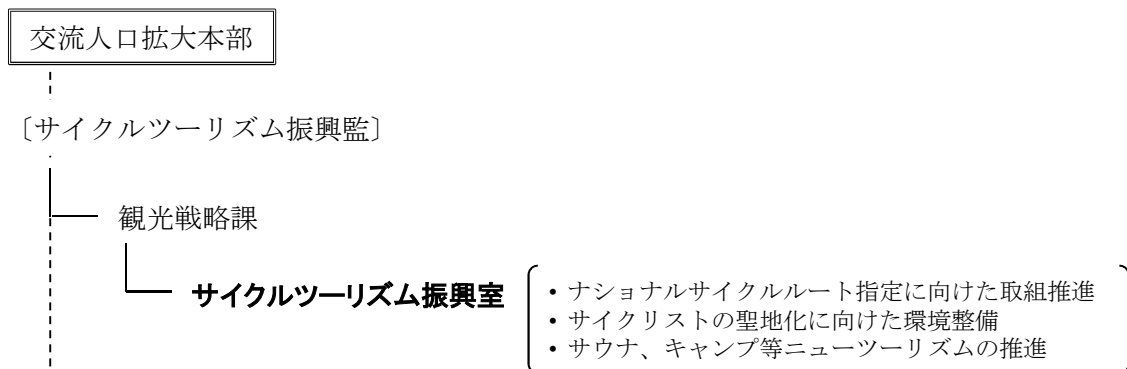 交流人口拡大本部
〔サイクルツーリズム振興監〕
観光戦略課
サイクルツーリズム振興室
・ナショナルサイクルルート指定に向けた取組推進
・サイクリストの聖地化に向けた環境整備
・サウナ、キャンプ等ニューツーリズムの推進